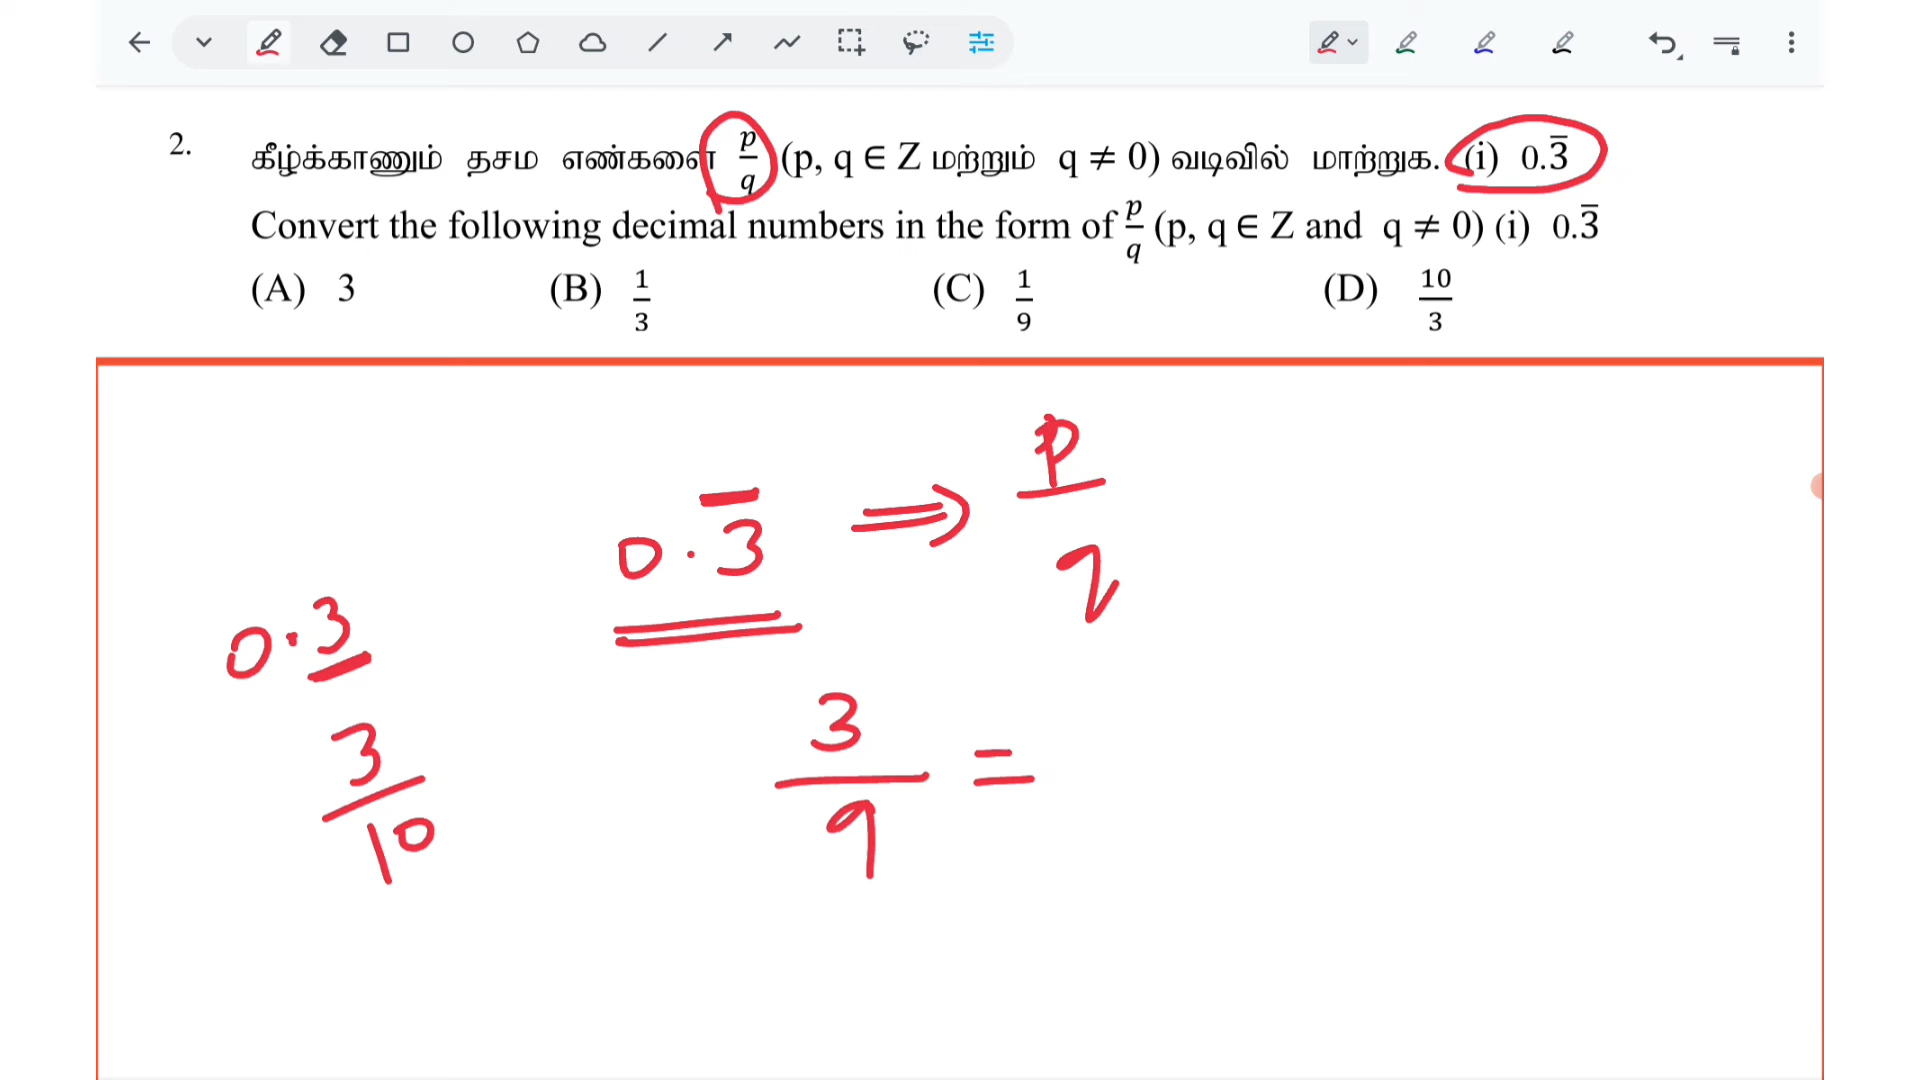 2. கீழ்க்காணும் தசம எண்களை p/q (p, q ∈ Z மற்றும் q ≠ 0) வடிவில் மாற்றுக. (i) 0.3̅
Convert the following decimal numbers in the form of p/q (p, q ∈ Z and q ≠ 0) (i) 0.3̅
(A) 3 (B) 1/3 (C) 1/9 (D) 10/3
0.3̅ ⇒ p/q
0.3
3/10
3/9 =